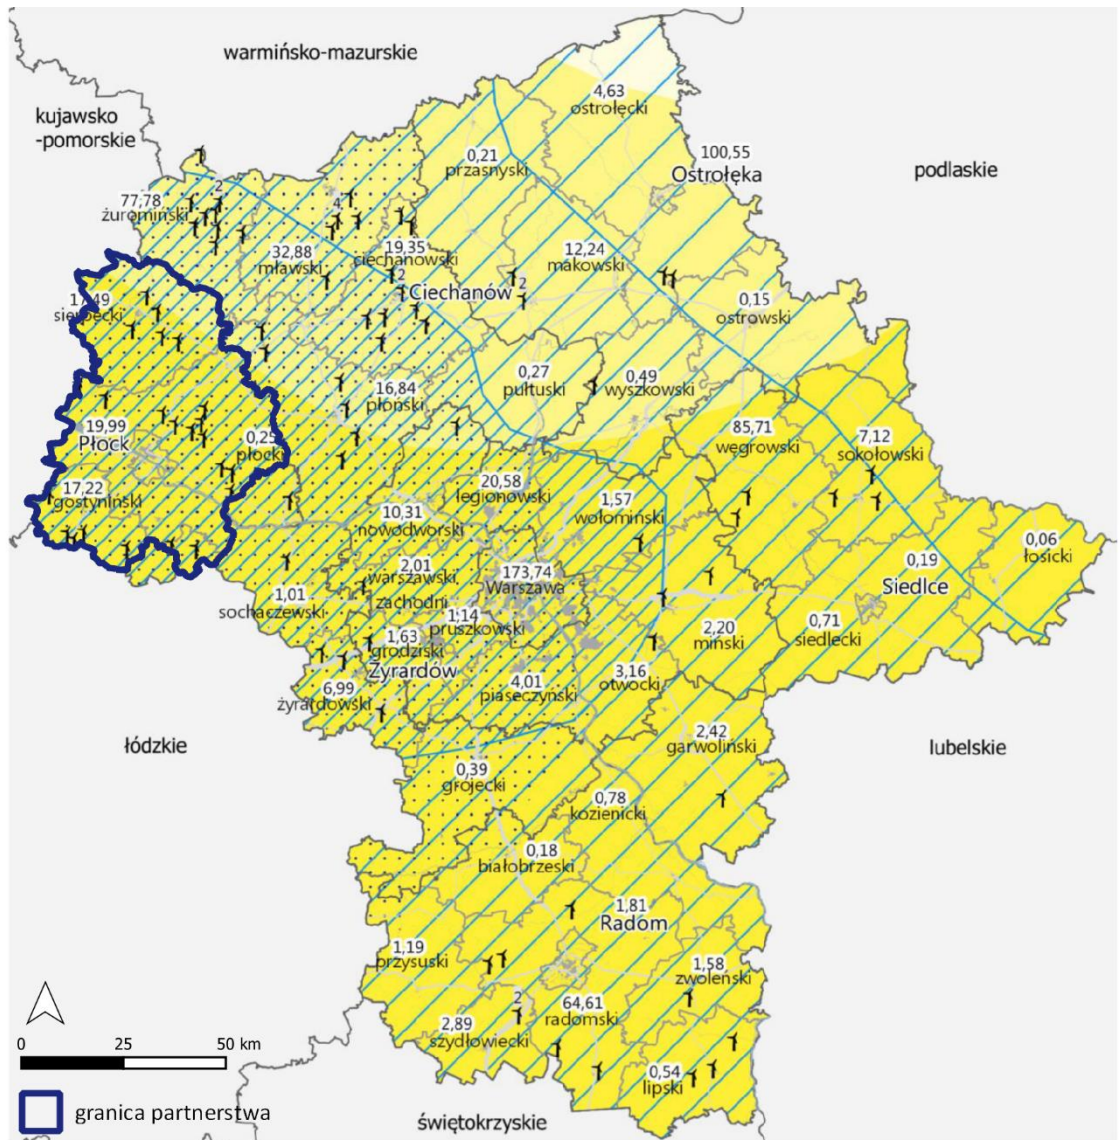 warmińsko-mazurskie
kujawsko
-pomorskie
podlaskie
4,63
ostrołęcki
100,55
Ostrołęka
0,21
przasnyski
77,78
żuromiński
2
4
32,88
mławski
19,35
ciechanowski
2
Ciechanów
2
12,24
makowski
0,15
ostrowski
sierpecki
0,27
pułtuski
0,49
wyszkowski
16,84
płoński
19,99
Płock
0,25
płocki
17,22
gostyniński
85,71
węgrowski
7,12
sokołowski
20,58
legionowski
1,57
wołomiński
10,31
nowodworski
2,01
warszawski
zachodni
173,74
Warszawa
0,06
łosicki
0,19
Siedlce
1,01
sochaczewski
1,14
pruszkowski
0,71
siedlecki
2,20
miński
1,63
grodziski
Żyrardów
3,16
otwocki
4,01
piaseczyński
6,99
żyrardowski
łódzkie
lubelskie
2,42
garwoliński
0,39
grójecki
0,78
kozienicki
0,18
białobrzeski
1,81
Radom
1,19
przysuski
1,58
zwoleński
2
64,61
radomski
2,89
szydłowiecki
0,54
lipski
0 25 50 km
granica partnerstwa
świętokrzyskie